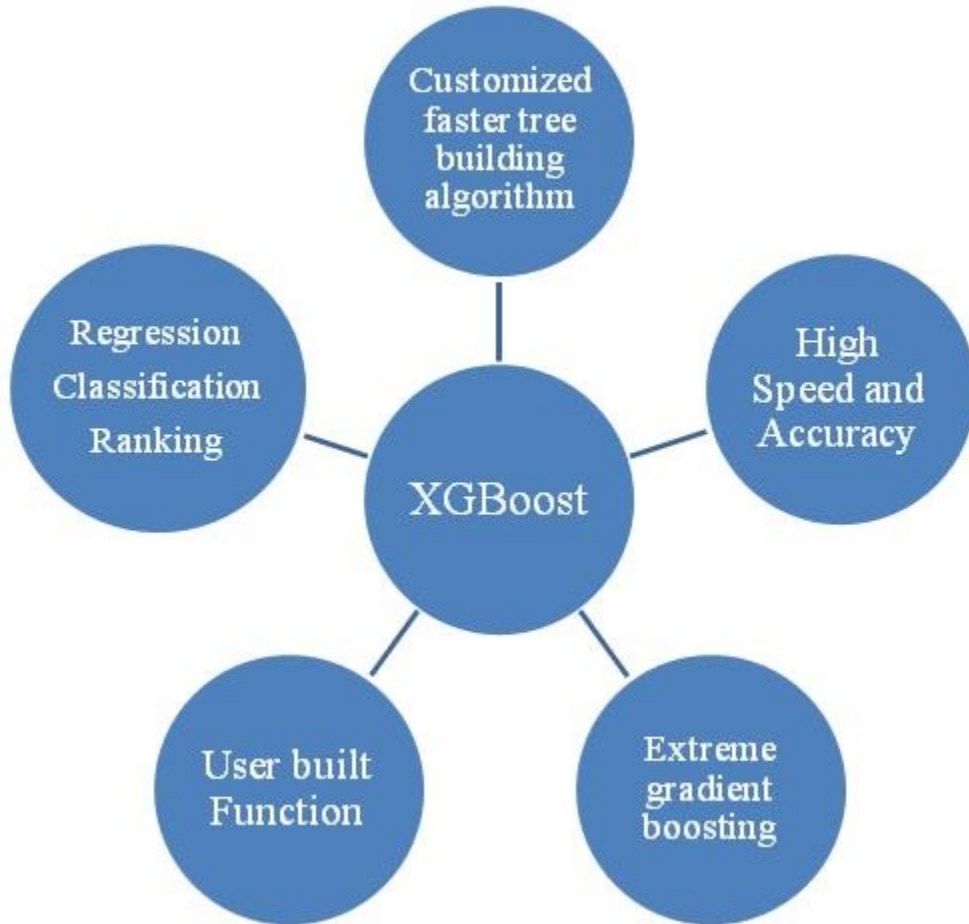 Customized
faster tree
building
algorithm
Regression
Classification
Ranking
High
Speed and
Accuracy
XGBoost
User built
Function
Extreme
gradient
boosting